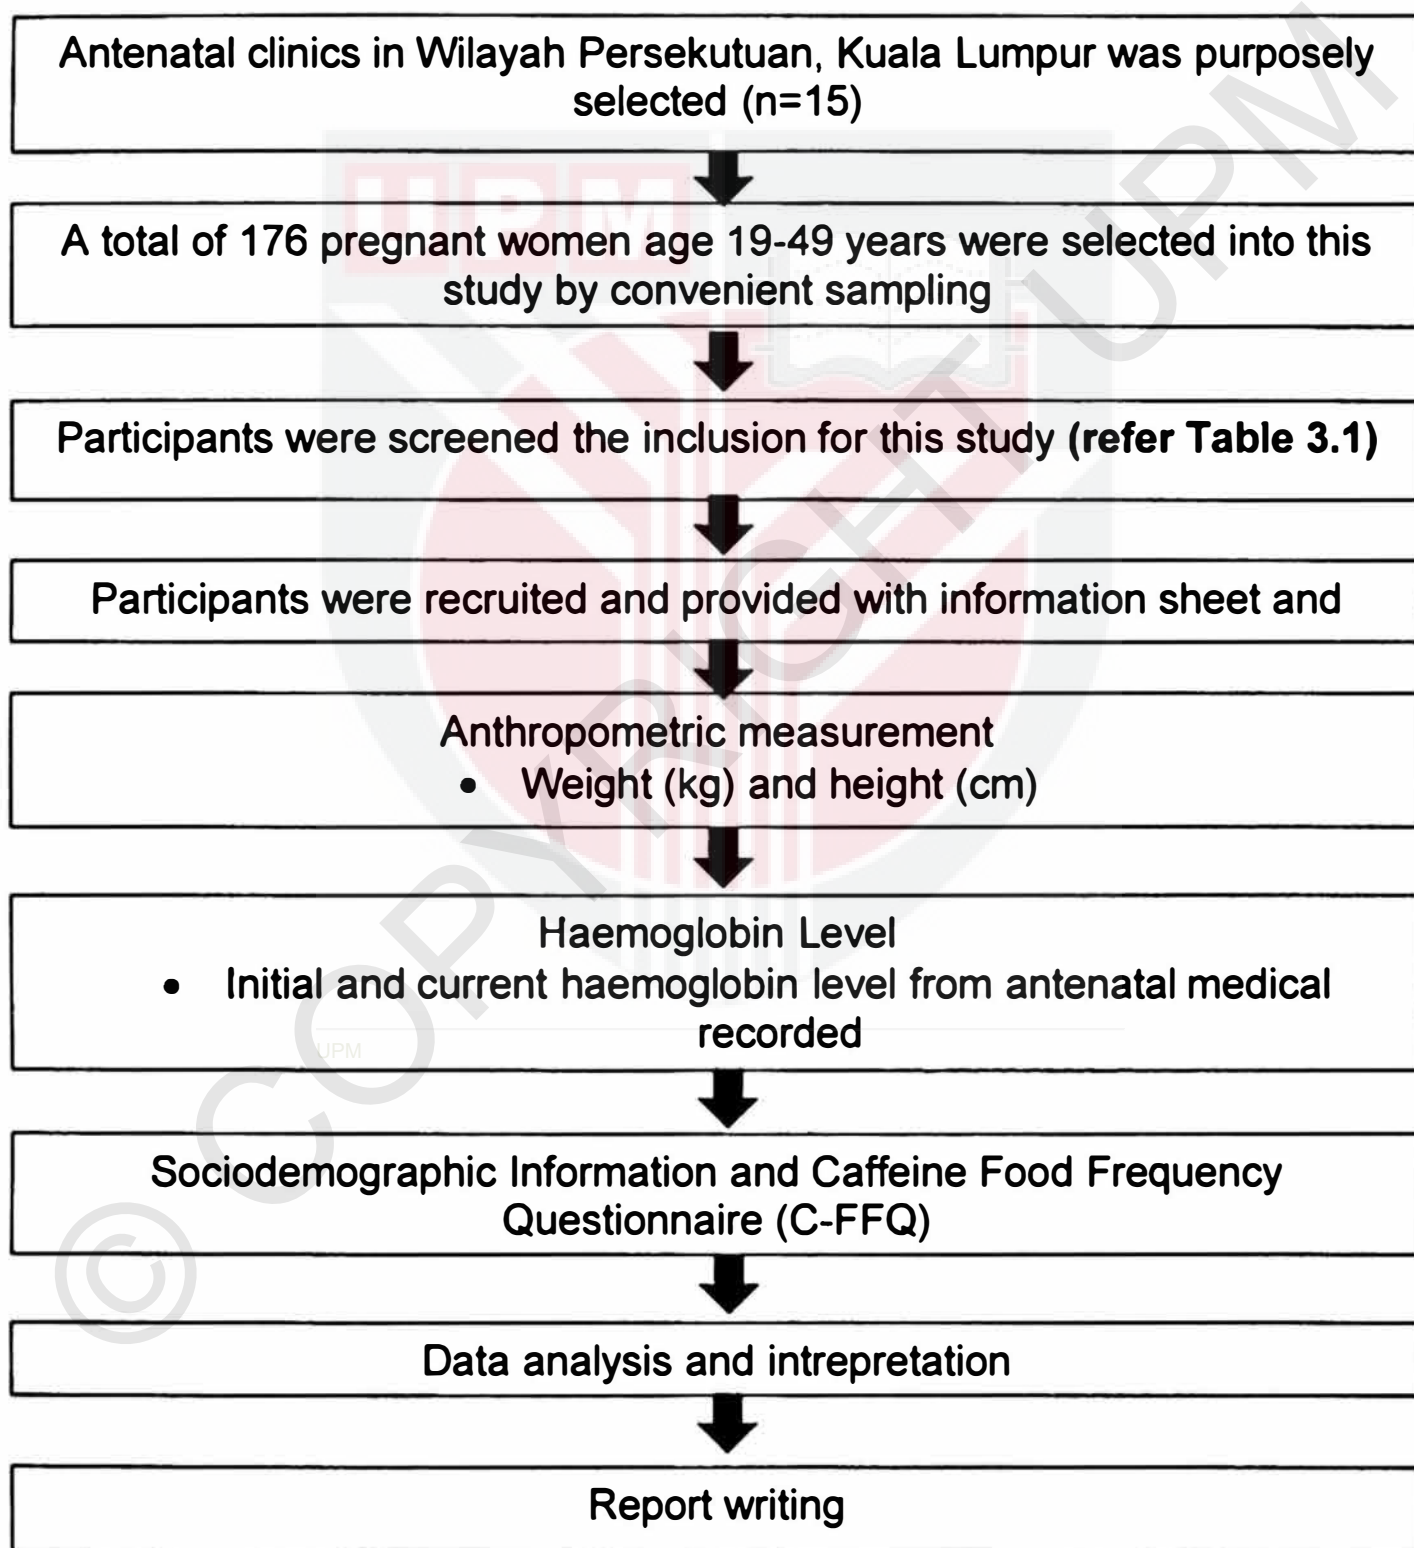 Antenatal clinics in Wilayah Persekutuan, Kuala Lumpur was purposely
selected (n=15)
A total of 176 pregnant women age 19-49 years were selected into this
study by convenient sampling
Participants were screened the inclusion for this study (refer Table 3.1)
Participants were recruited and provided with information sheet and
Anthropometric measurement
• Weight (kg) and height (cm)
Haemoglobin Level
• Initial and current haemoglobin level from antenatal medical
recorded
Sociodemographic Information and Caffeine Food Frequency
Questionnaire (C-FFQ)
Data analysis and intrepretation
Report writing
UPM
UPM
© COPYRIGHT UPM